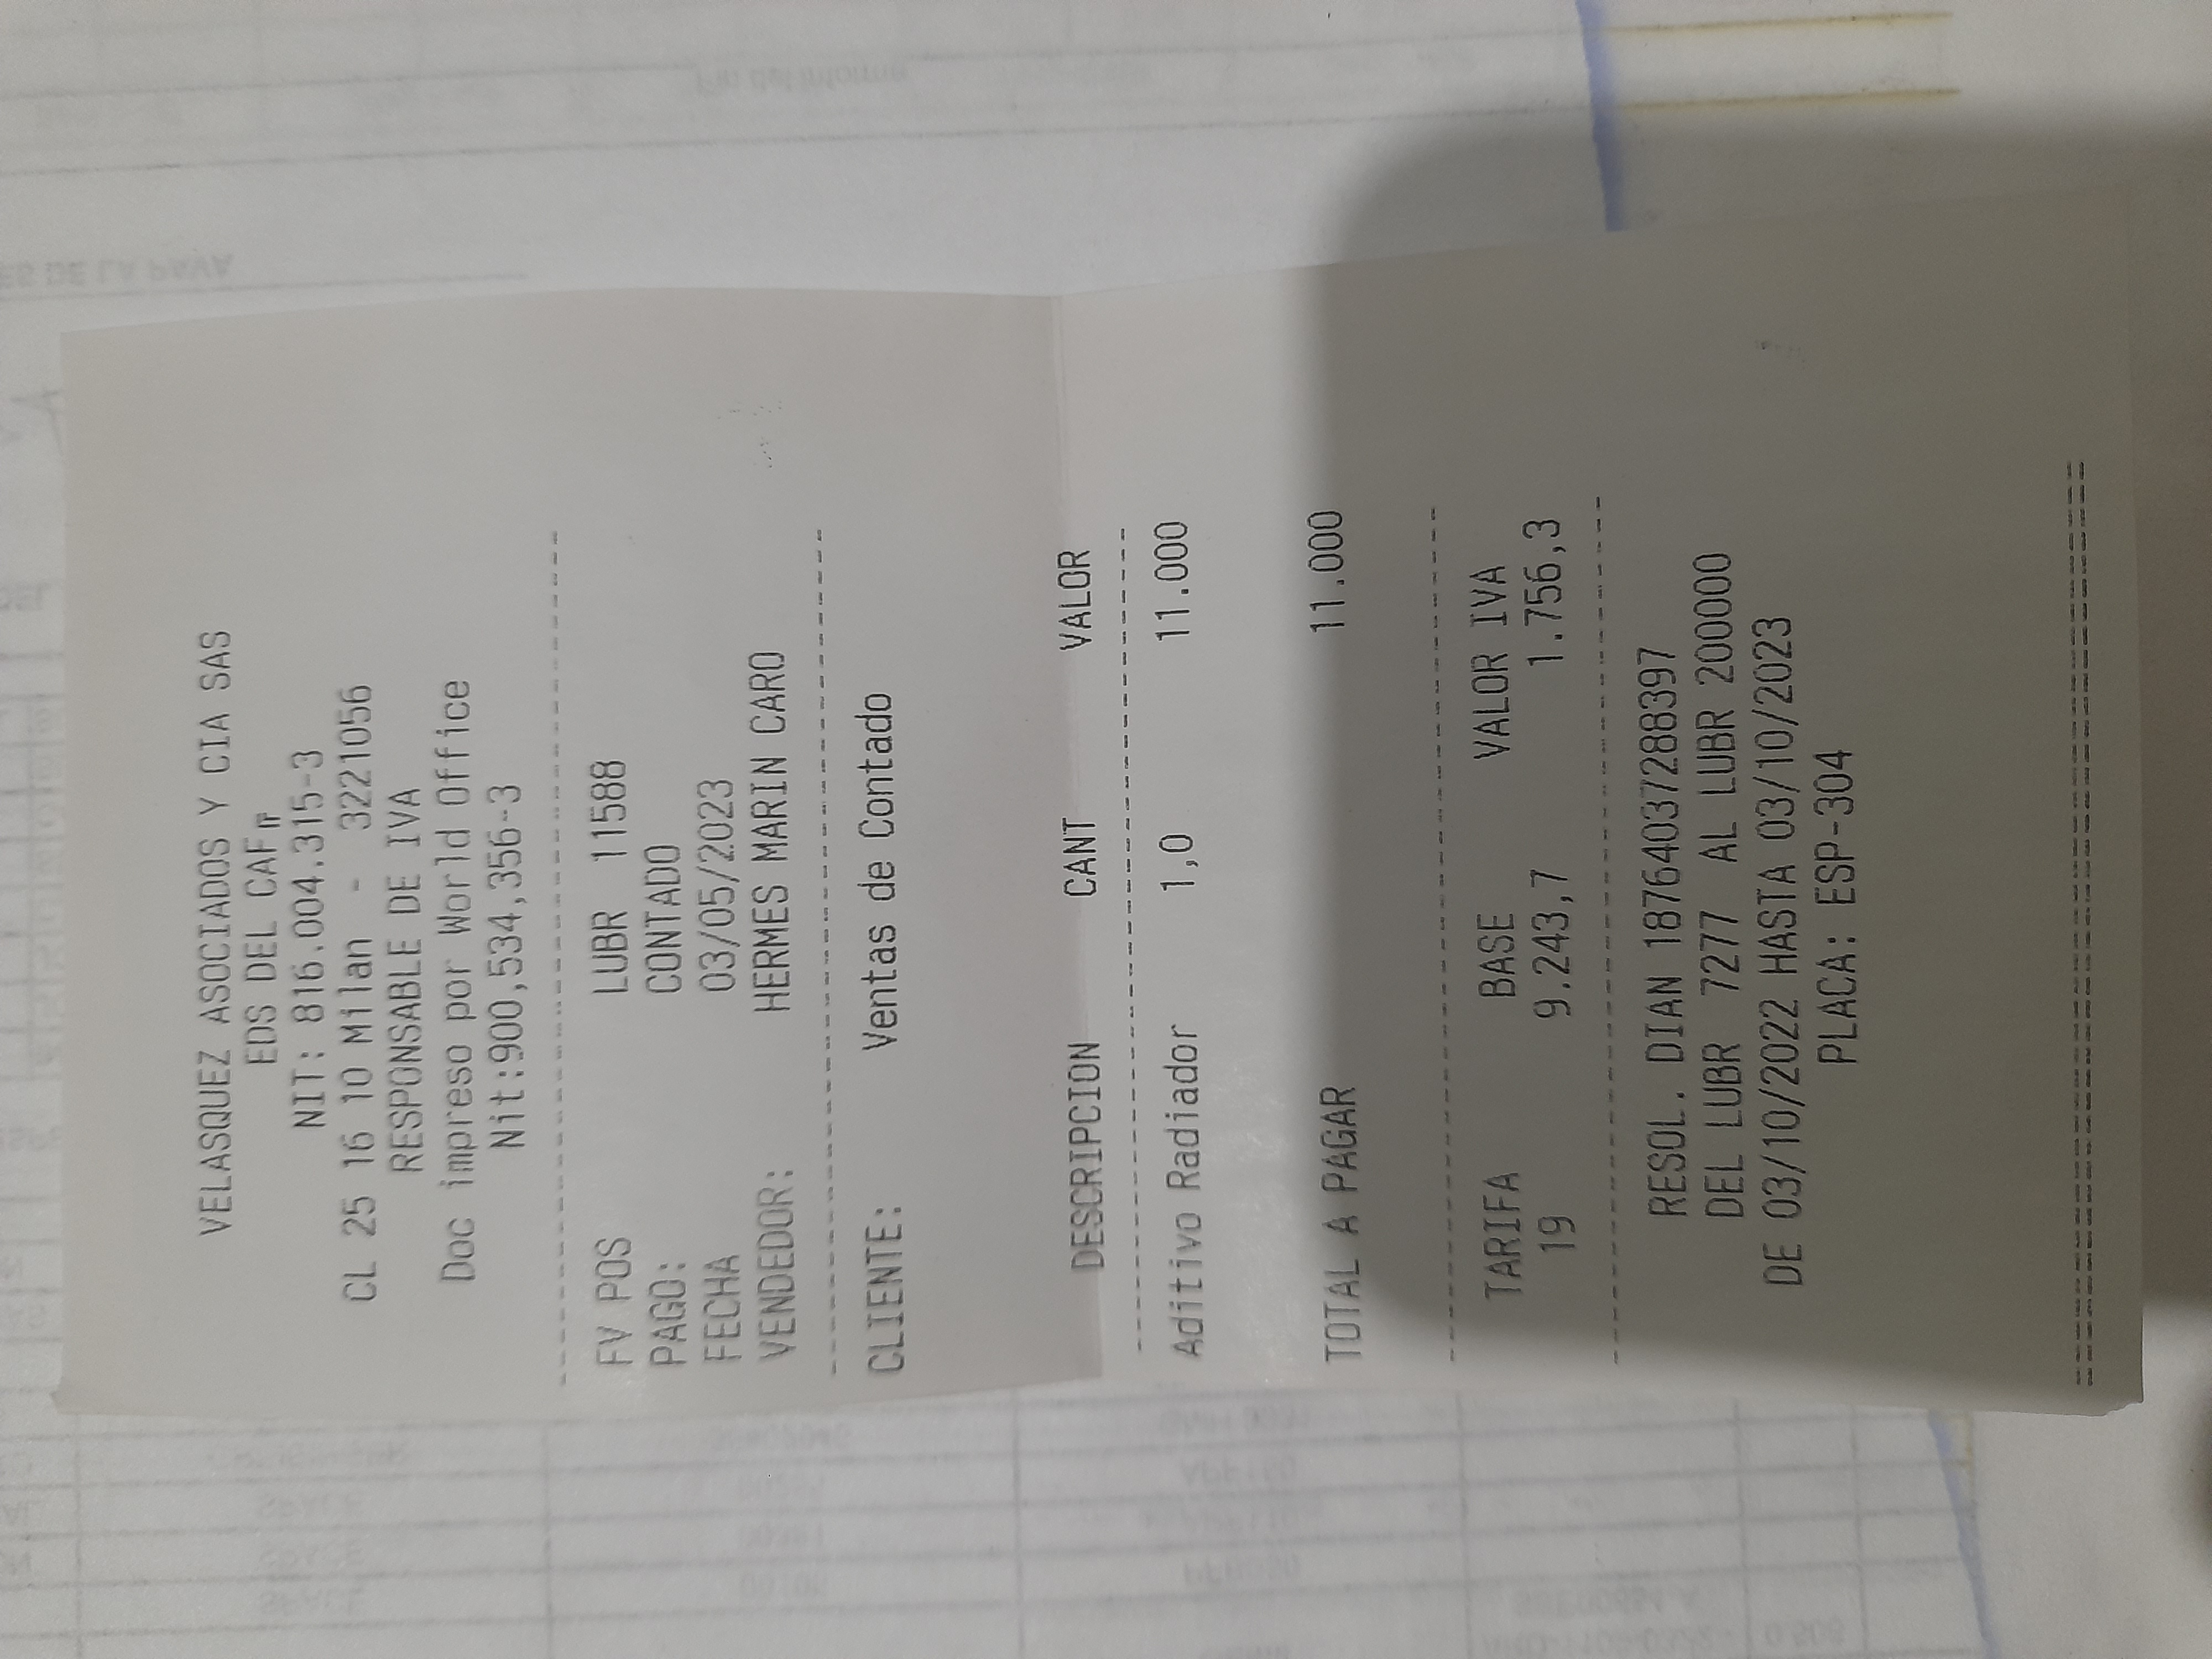 VELASQUEZ ASOCIADOS Y CIA SAS
EDS DEL CAF
NIT: 816.004.315-3
CL 25 16 10 Milan - 3221056
RESPONSABLE DE IVA
Doc impreso por World Office
Nit:900,534,356-3
FV POS LUBR 11588
PAGO: CONTADO
FECHA 03/05/2023
VENDEDOR: HERMES MARIN CARO
CLIENTE: Ventas de Contado
DESCRIPCION CANT VALOR
Aditivo Radiador 1,0 11.000
TOTAL A PAGAR 11.000
TARIFA BASE VALOR IVA
19 9.243,7 1.756,3
RESOL. DIAN 18764037288397
DEL LUBR 7277 AL LUBR 200000
DE 03/10/2022 HASTA 03/10/2023
PLACA: ESP-304